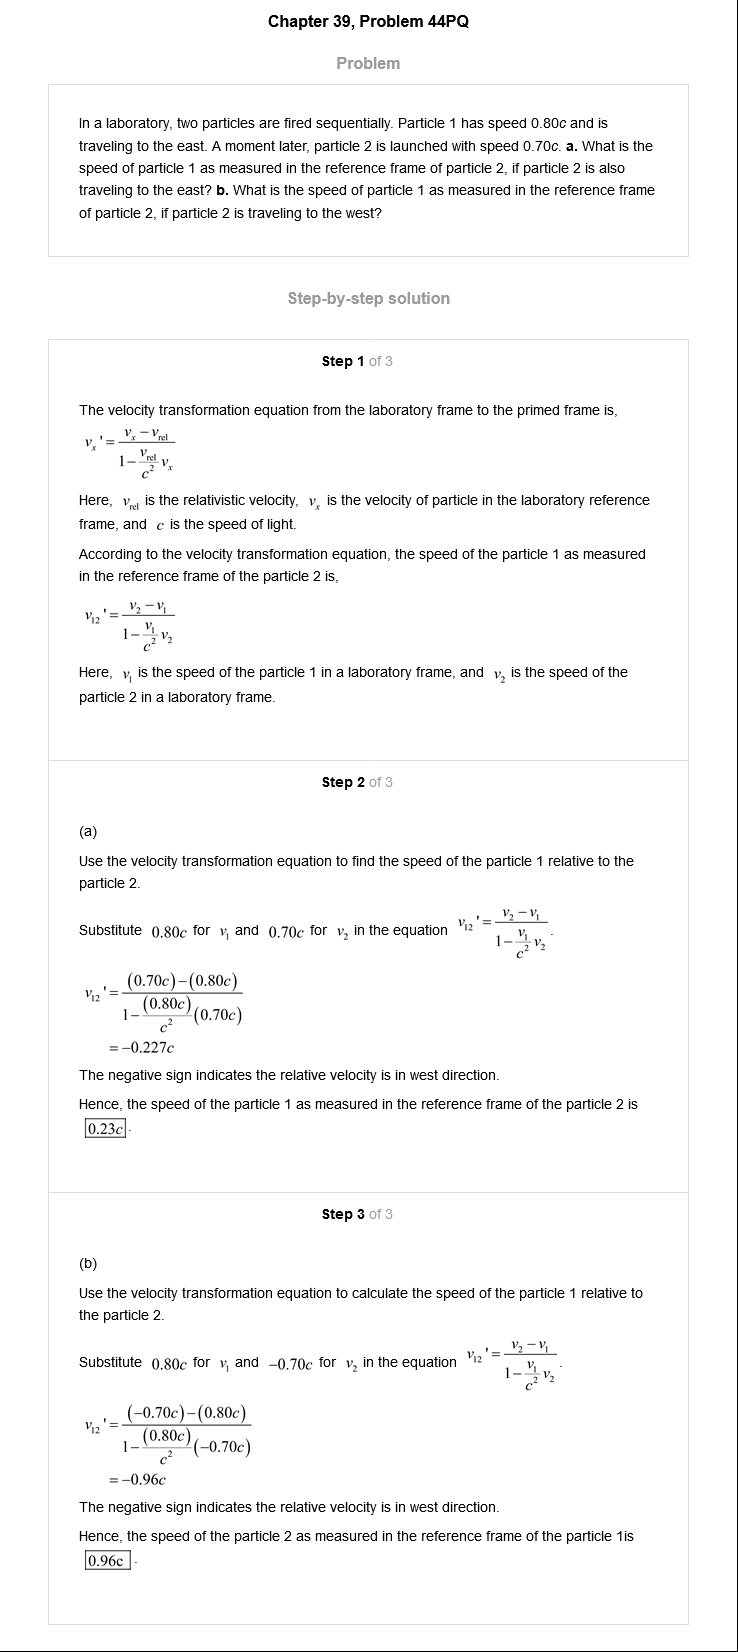 Chapter 39, Problem 44PQ
Problem
In a laboratory, two particles are fired sequentially. Particle 1 has speed 0.80c and is
traveling to the east. A moment later, particle 2 is launched with speed 0.70c. a. What is the
speed of particle 1 as measured in the reference frame of particle 2, if particle 2 is also
traveling to the east? b. What is the speed of particle 1 as measured in the reference frame
of particle 2, if particle 2 is traveling to the west?
Step-by-step solution
Step 1 of 3
The velocity transformation equation from the laboratory frame to the primed frame is,
$v_x' = \frac{v_x - v_{rel}}{1 - \frac{v_{rel}}{c^2} v_x}$
Here, $v_{rel}$ is the relativistic velocity, $v_x$ is the velocity of particle in the laboratory reference
frame, and c is the speed of light.
According to the velocity transformation equation, the speed of the particle 1 as measured
in the reference frame of the particle 2 is,
$v_{12}' = \frac{v_2 - v_1}{1 - \frac{v_1}{c^2} v_2}$
Here, $v_1$ is the speed of the particle 1 in a laboratory frame, and $v_2$ is the speed of the
particle 2 in a laboratory frame.
Step 2 of 3
(a)
Use the velocity transformation equation to find the speed of the particle 1 relative to the
particle 2.
Substitute 0.80c for $v_1$ and 0.70c for $v_2$ in the equation $v_{12}' = \frac{v_2 - v_1}{1 - \frac{v_1}{c^2} v_2}$.
$v_{12}' = \frac{(0.70c) - (0.80c)}{1 - \frac{(0.80c)}{c^2} (0.70c)}$
= −0.227c
The negative sign indicates the relative velocity is in west direction.
Hence, the speed of the particle 1 as measured in the reference frame of the particle 2 is
0.23c.
Step 3 of 3
(b)
Use the velocity transformation equation to calculate the speed of the particle 1 relative to
the particle 2.
Substitute 0.80c for $v_1$ and −0.70c for $v_2$ in the equation $v_{12}' = \frac{v_2 - v_1}{1 - \frac{v_1}{c^2} v_2}$.
$v_{12}' = \frac{(-0.70c) - (0.80c)}{1 - \frac{(0.80c)}{c^2} (-0.70c)}$
= −0.96c
The negative sign indicates the relative velocity is in west direction.
Hence, the speed of the particle 2 as measured in the reference frame of the particle 1is
0.96c.